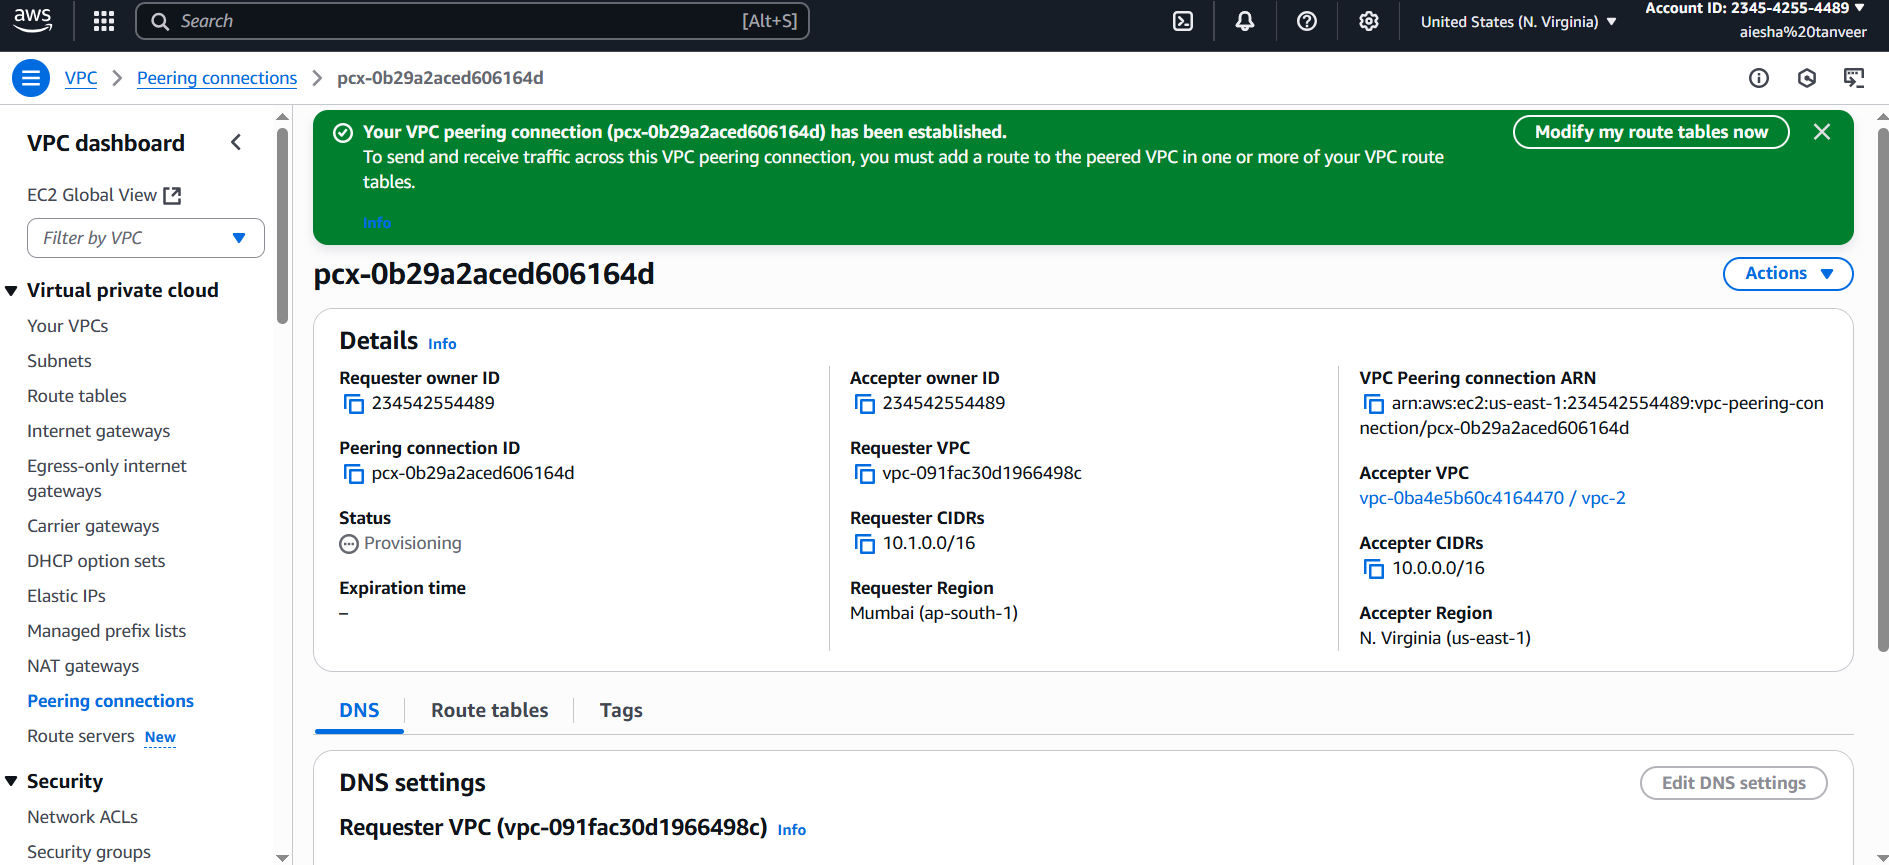 aws
Search
[Alt+S]
United States (N. Virginia)
Account ID: 2345-4255-4489
aiesha%20tanveer
VPC
Peering connections
pcx-0b29a2aced606164d
VPC dashboard
EC2 Global View
Filter by VPC
Virtual private cloud
Your VPCs
Subnets
Route tables
Internet gateways
Egress-only internet
gateways
Carrier gateways
DHCP option sets
Elastic IPs
Managed prefix lists
NAT gateways
Peering connections
Route servers New
Security
Network ACLs
Security groups
Your VPC peering connection (pcx-0b29a2aced606164d) has been established.
To send and receive traffic across this VPC peering connection, you must add a route to the peered VPC in one or more of your VPC route
tables.
Info
Modify my route tables now
pcx-0b29a2aced606164d
Actions
Details Info
Requester owner ID
234542554489
Peering connection ID
pcx-0b29a2aced606164d
Status
Provisioning
Expiration time
–
Accepter owner ID
234542554489
Requester VPC
vpc-091fac30d1966498c
Requester CIDRs
10.1.0.0/16
Requester Region
Mumbai (ap-south-1)
VPC Peering connection ARN
arn:aws:ec2:us-east-1:234542554489:vpc-peering-con
nection/pcx-0b29a2aced606164d
Accepter VPC
vpc-0ba4e5b60c4164470 / vpc-2
Accepter CIDRs
10.0.0.0/16
Accepter Region
N. Virginia (us-east-1)
DNS
Route tables
Tags
DNS settings
Edit DNS settings
Requester VPC (vpc-091fac30d1966498c) Info